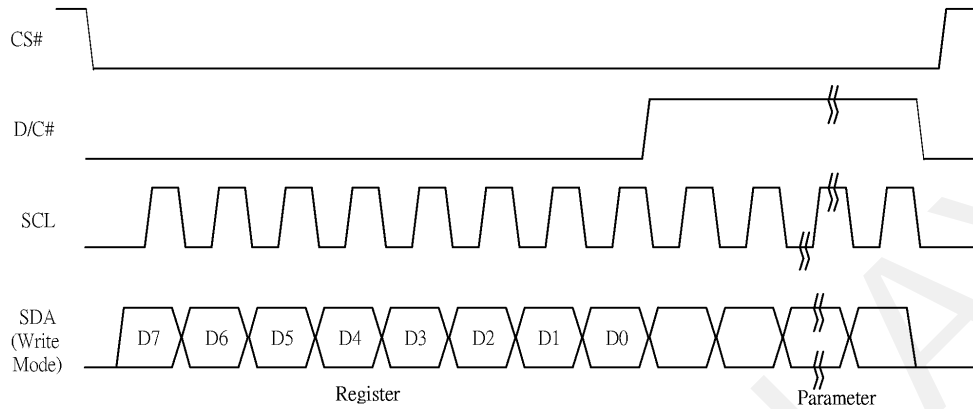 CS#
D/C#
SCL
SDA
(Write
Mode)
D7 D6 D5 D4 D3 D2 D1 D0
Register Parameter